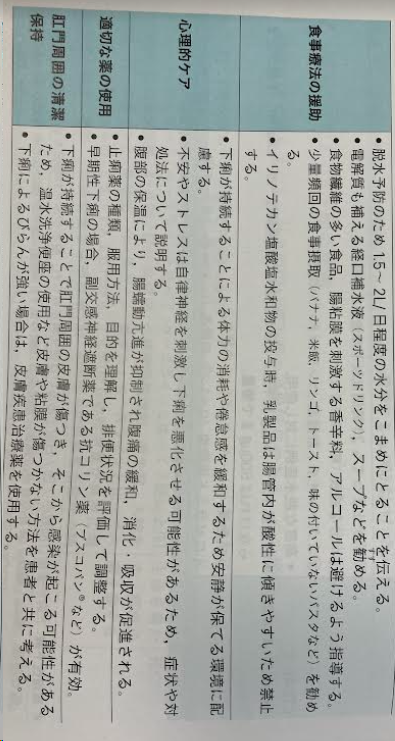 食事療法の援助
• 脱水予防のため 1.5〜2L/日程度の水分をこまめにとることを伝える。
• 電解質も補える経口補水液（スポーツドリンク），スープなどを勧める。
• 食物繊維の多い食品，腸粘膜を刺激する香辛料，アルコールは避けるよう指導する。
• 少量頻回の食事摂取（バナナ，米飯，リンゴ，トースト，味の付いていないパスタなど）を勧め
る。
• イリノテカン塩酸塩水和物の投与時，乳製品は腸管内が酸性に傾きやすいため禁止
する。
心理的ケア
• 下痢が持続することによる体力の消耗や倦怠感を緩和するため安静が保てる環境に配
慮する。
• 不安やストレスは自律神経を刺激し下痢を悪化させる可能性があるため，症状や対
処法について説明する。
• 腹部の保温により，腸蠕動亢進が抑制され腹痛の緩和，消化・吸収が促進される。
適切な薬の使用
• 止痢薬の種類，服用方法，目的を理解し，排便状況を評価して調整する。
• 早期性下痢の場合，副交感神経遮断薬である抗コリン薬（ブスコパン®など）が有効。
肛門周囲の清潔
保持
• 下痢が持続することで肛門周囲の皮膚が傷つき，そこから感染が起こる可能性がある
ため，温水洗浄便座の使用など皮膚や粘膜が傷つかない方法を患者と共に考える。
• 下痢によるびらんが強い場合は，皮膚疾患治療薬を使用する。